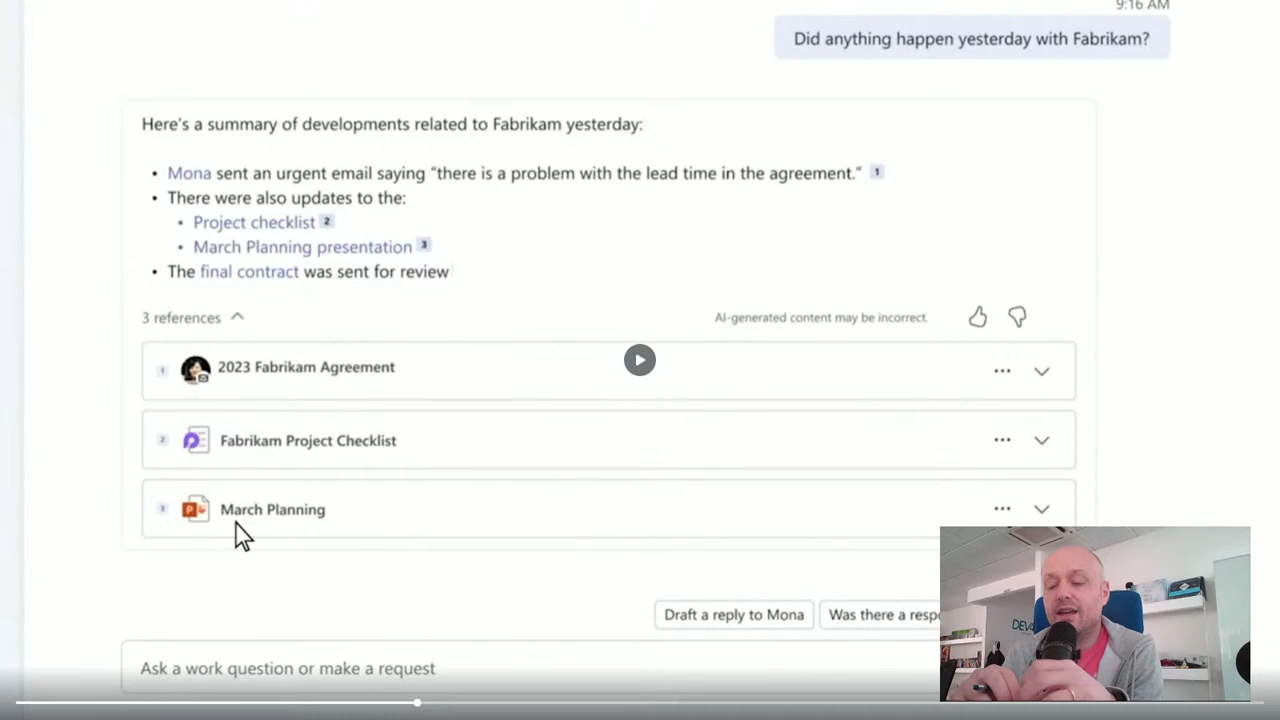 9:16 AM
Did anything happen yesterday with Fabrikam?
Here's a summary of developments related to Fabrikam yesterday:
• Mona sent an urgent email saying "there is a problem with the lead time in the agreement." 1
• There were also updates to the:
• Project checklist 2
• March Planning presentation 3
• The final contract was sent for review
3 references
AI-generated content may be incorrect.
1 2023 Fabrikam Agreement
2 Fabrikam Project Checklist
3 March Planning
Draft a reply to Mona
Was there a resp
Ask a work question or make a request
DEV